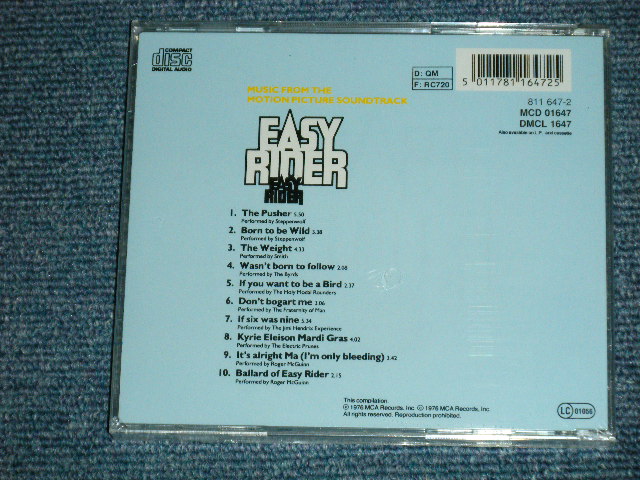 COMPACT
disc
DIGITAL AUDIO
D: QM
F: RC720
5 011781 164725
811 647-2
MCD 01647
DMCL 1647
Also available on L.P. and cassette
MUSIC FROM THE
MOTION PICTURE SOUNDTRACK
EASY
RIDER
EASY
RIDER
1. The Pusher 5.50
Performed by Steppenwolf
2. Born to be Wild 3.38
Performed by Steppenwolf
3. The Weight 4.33
Performed by Smith
4. Wasn't born to follow 2.08
Performed by The Byrds
5. If you want to be a Bird 2.37
Performed by The Holy Modal Rounders
6. Don't bogart me 2.06
Performed by The Fraternity of Man
7. If six was nine 5.34
Performed by The Jimi Hendrix Experience
8. Kyrie Eleison Mardi Gras 4.02
Performed by The Electric Prunes
9. It's alright Ma (I'm only bleeding) 3.42
Performed by Roger McGuinn
10. Ballard of Easy Rider 2.15
Performed by Roger McGuinn
This compilation
Ⓟ 1976 MCA Records, Inc © 1976 MCA Records, Inc
All rights reserved. Reproduction prohibited.
LC 01056